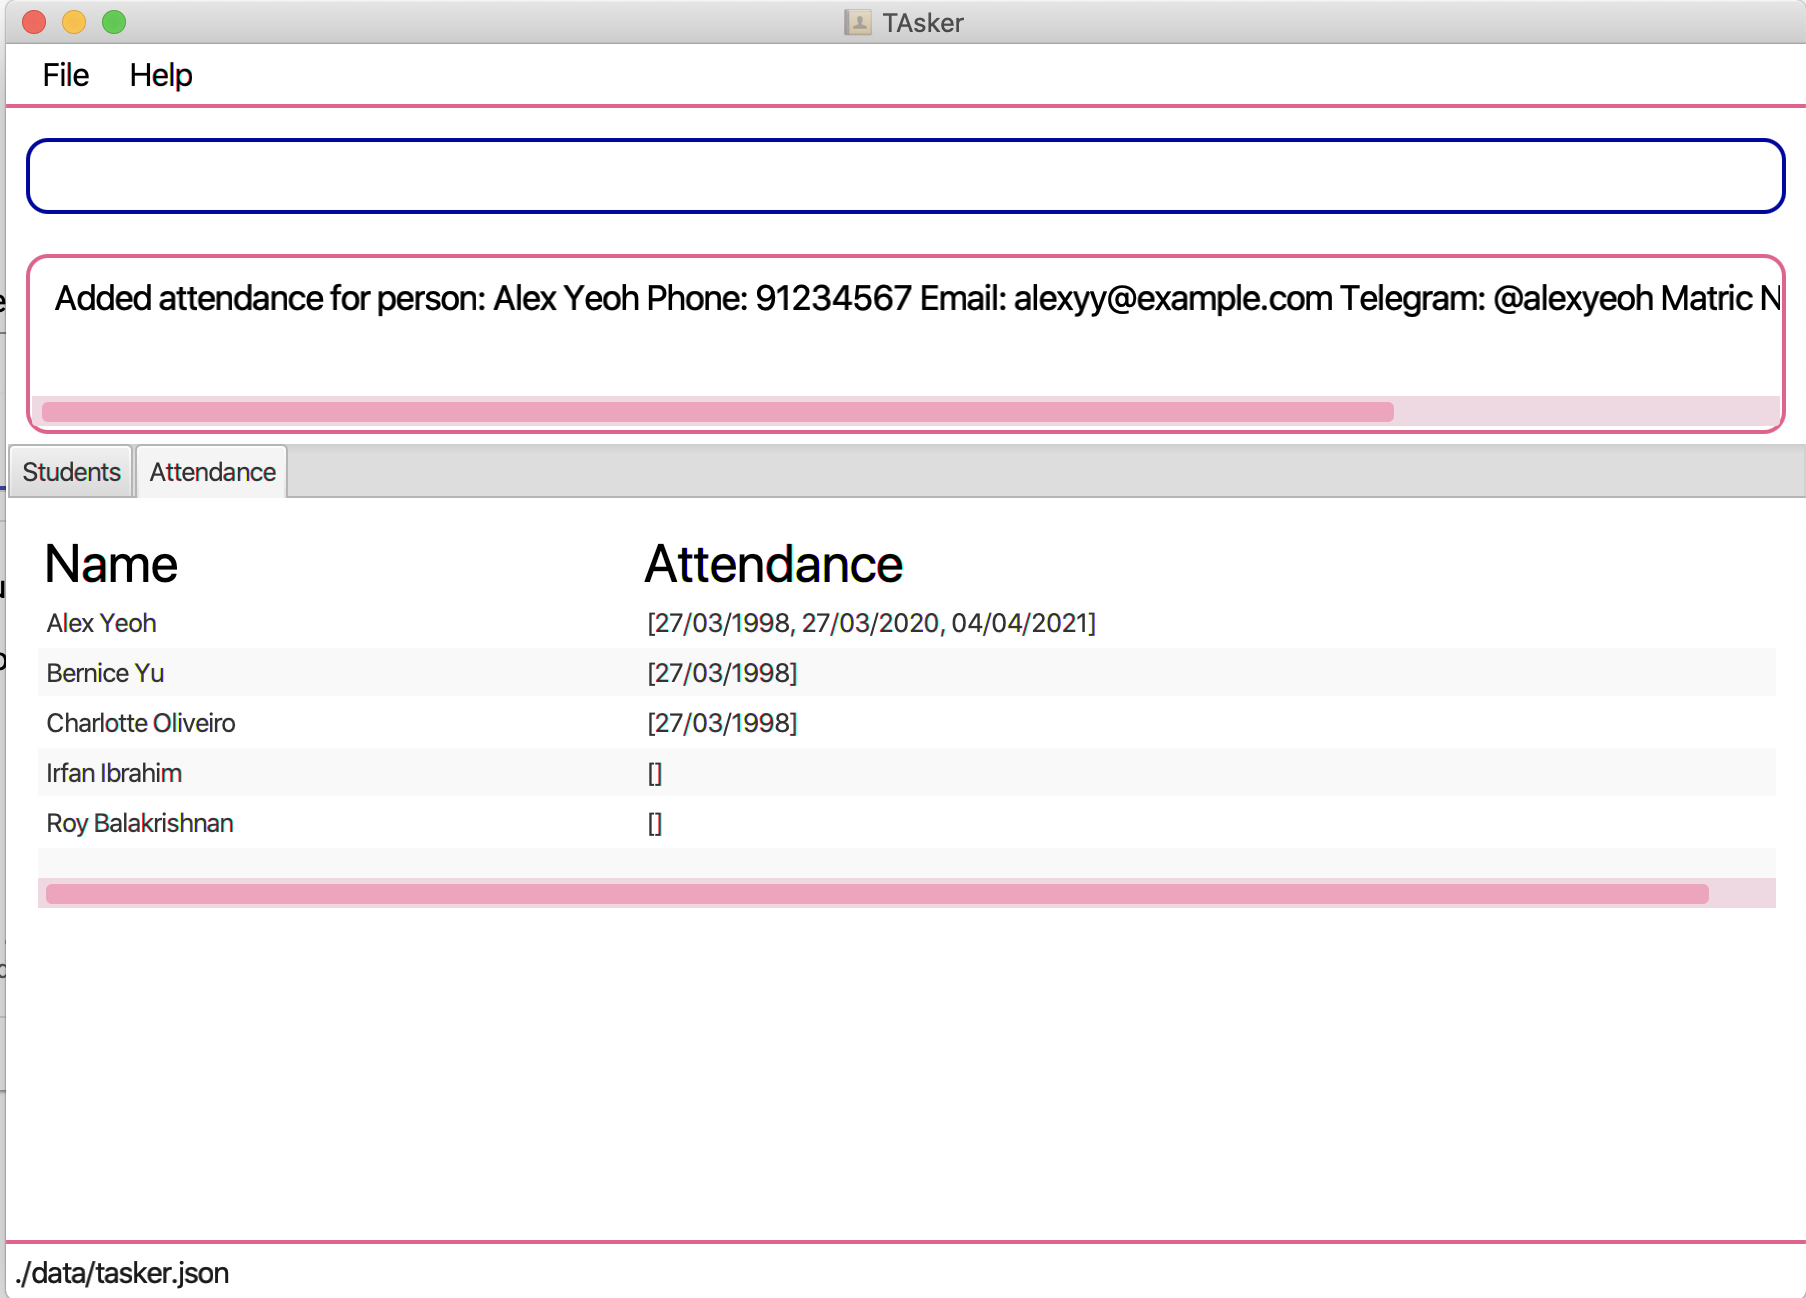 TAsker
File Help
Added attendance for person: Alex Yeoh Phone: 91234567 Email: alexyy@example.com Telegram: @alexyeoh Matric N
Students Attendance
Name Attendance
Alex Yeoh [27/03/1998, 27/03/2020, 04/04/2021]
Bernice Yu [27/03/1998]
Charlotte Oliveiro [27/03/1998]
Irfan Ibrahim []
Roy Balakrishnan []
./data/tasker.json